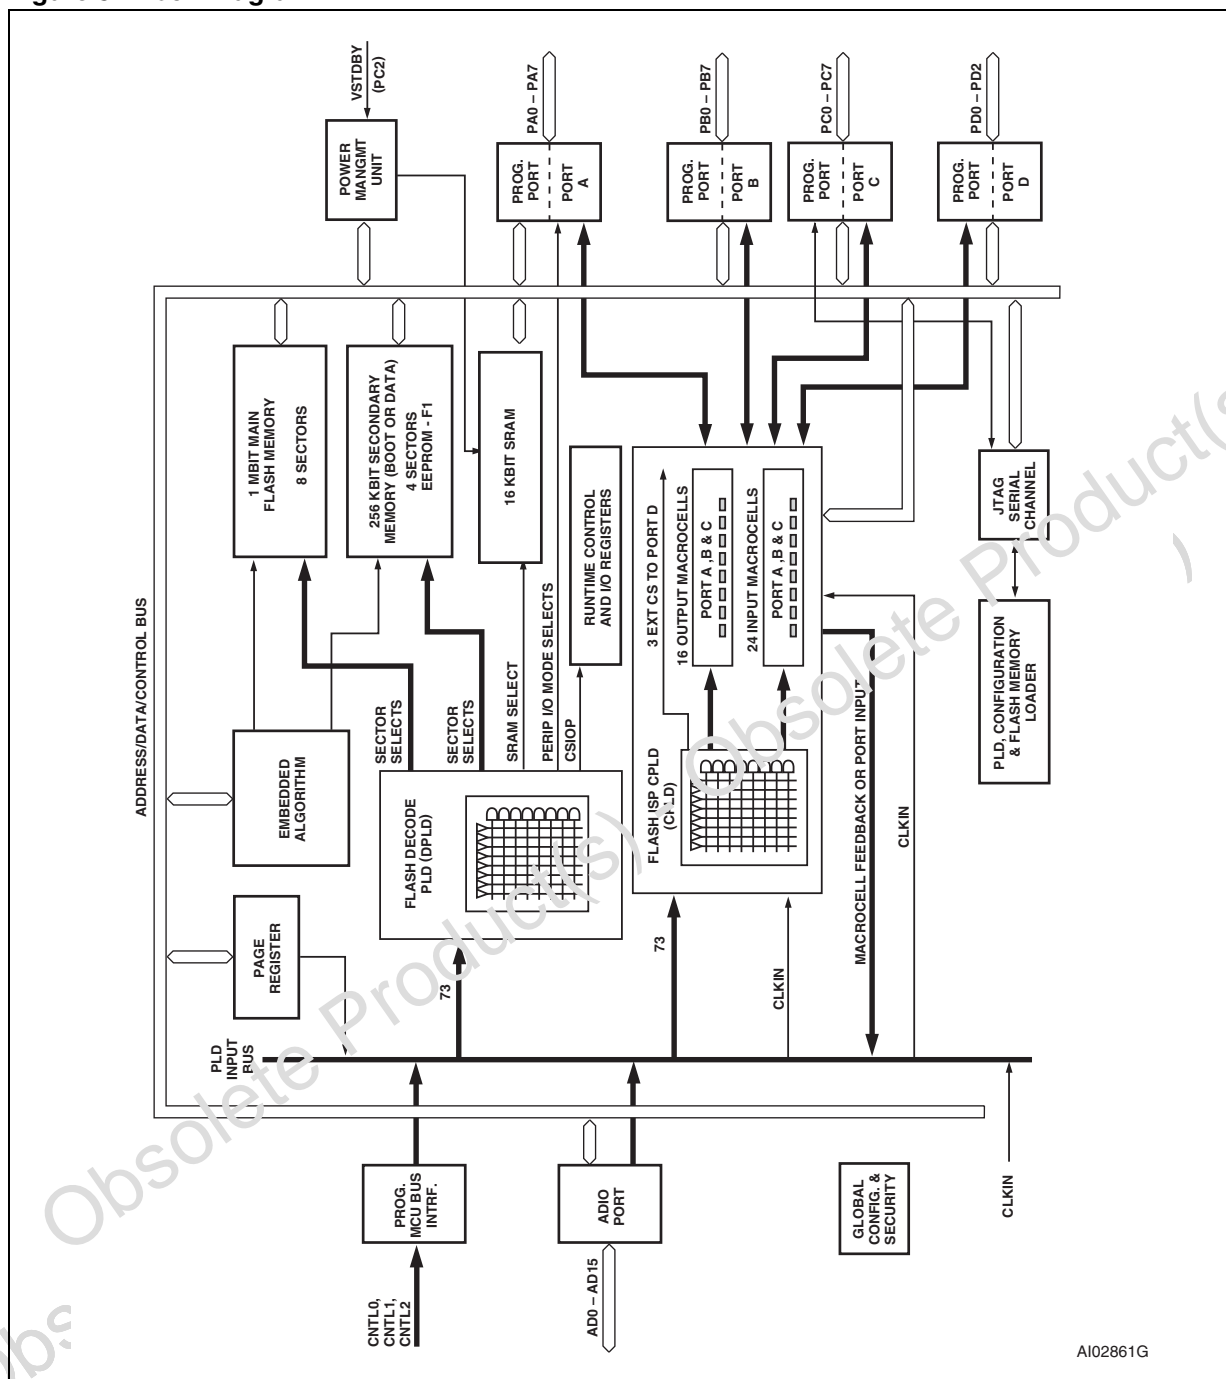 VSTDBY
(PC2)
PA0 – PA7
PB0 – PB7
PC0 – PC7
PD0 – PD2
POWER
MANGMT
UNIT
PROG.
PORT
PORT
A
PROG.
PORT
PORT
B
PROG.
PORT
PORT
C
PROG.
PORT
PORT
D
ADDRESS/DATA/CONTROL BUS
1 MBIT MAIN
FLASH MEMORY
8 SECTORS
256 KBIT SECONDARY
MEMORY (BOOT OR DATA)
4 SECTORS
EEPROM - F1
16 KBIT SRAM
RUNTIME CONTROL
AND I/O REGISTERS
3 EXT CS TO PORT D
16 OUTPUT MACROCELLS
PORT A ,B & C
24 INPUT MACROCELLS
PORT A ,B & C
JTAG
SERIAL
CHANNEL
PLD, CONFIGURATION
& FLASH MEMORY
LOADER
SECTOR
SELECTS
SECTOR
SELECTS
SRAM SELECT
PERIP I/O MODE SELECTS
CSIOP
EMBEDDED
ALGORITHM
FLASH DECODE
PLD (DPLD)
FLASH ISP CPLD
(CPLD)
MACROCELL FEEDBACK OR PORT INPUT
CLKIN
PAGE
REGISTER
73
73
CLKIN
PLD
INPUT
BUS
PROG.
MCU BUS
INTRF.
ADIO
PORT
GLOBAL
CONFIG. &
SECURITY
CLKIN
CNTL0,
CNTL1,
CNTL2
AD0 – AD15
AI02861G
Obsolete Product(s) - Obsolete Product(s)